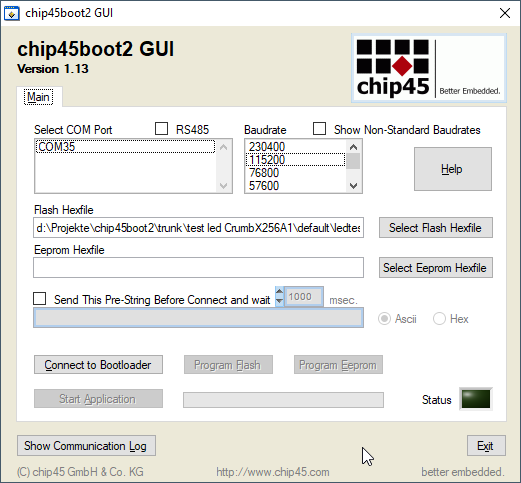 chip45boot2 GUI
chip45boot2 GUI
Version 1.13
chip45
Better Embedded.
Main
Select COM Port
RS485
Baudrate
Show Non-Standard Baudrates
COM35
230400
115200
76800
57600
Help
Flash Hexfile
d:\Projekte\chip45boot2\trunk\test led CrumbX256A1\default\ledtes
Select Flash Hexfile
Eeprom Hexfile
Select Eeprom Hexfile
Send This Pre-String Before Connect and wait
1000
msec.
Ascii
Hex
Connect to Bootloader
Program Flash
Program Eeprom
Start Application
Status
Show Communication Log
Exit
(C) chip45 GmbH & Co. KG
http://www.chip45.com
better embedded.